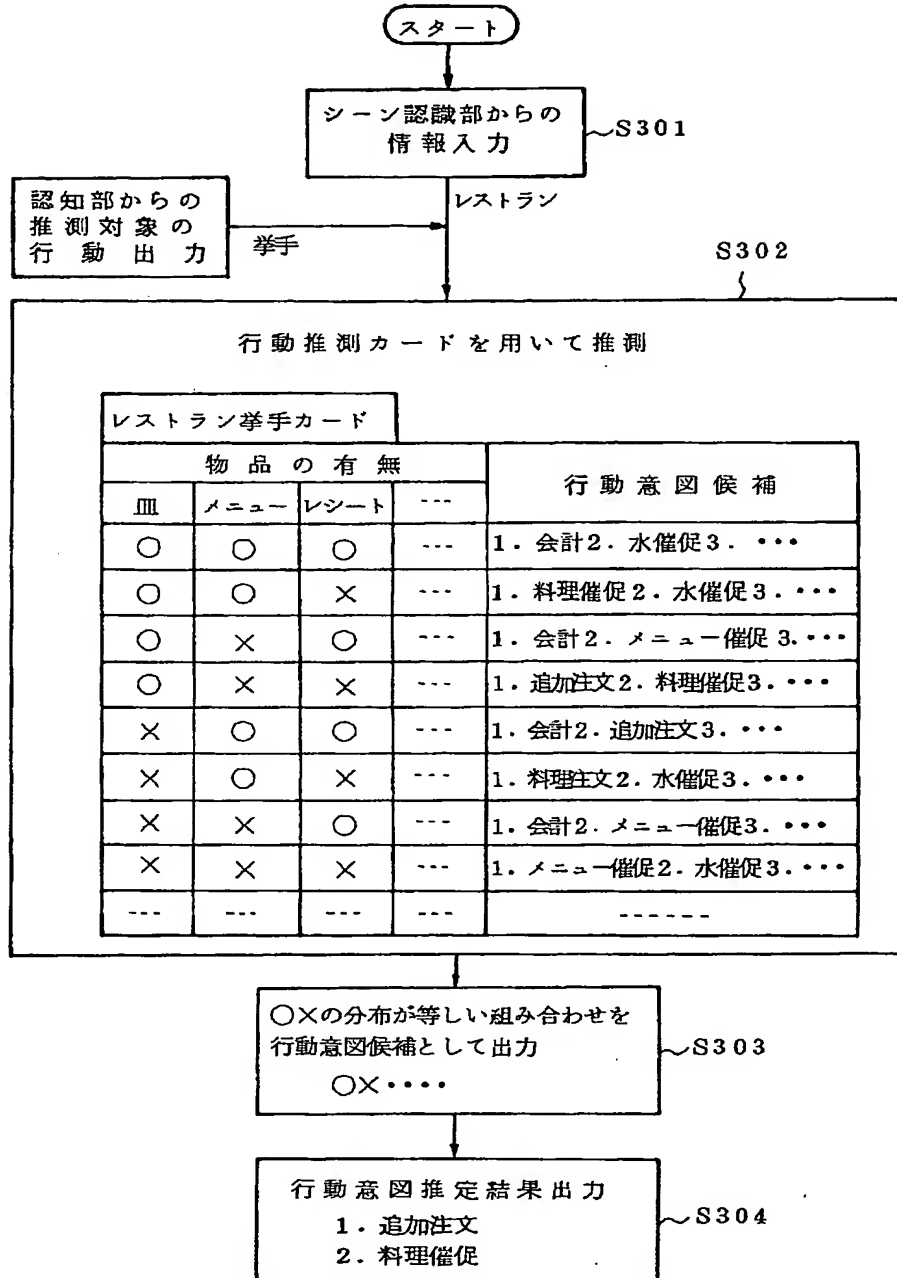 スタート
シーン認識部からの
情報入力
S301
認知部からの
推測対象の
行動出力
挙手
レストラン
S302
行動推測カードを用いて推測
レストラン挙手カード
物品の有無
行動意図候補
皿 メニュー レシート ---
○ ○ ○ --- 1. 会計2. 水催促3. ・・・
○ ○ × --- 1. 料理催促2. 水催促3. ・・・
○ × ○ --- 1. 会計2. メニュー催促3. ・・・
○ × × --- 1. 追加注文2. 料理催促3. ・・・
× ○ ○ --- 1. 会計2. 追加注文3. ・・・
× ○ × --- 1. 料理注文2. 水催促3. ・・・
× × ○ --- 1. 会計2. メニュー催促3. ・・・
× × × --- 1. メニュー催促2. 水催促3. ・・・
--- --- --- --- ------
○×の分布が等しい組み合わせを
行動意図候補として出力
○×・・・・
S303
行動意図推定結果出力
1. 追加注文
2. 料理催促
S304